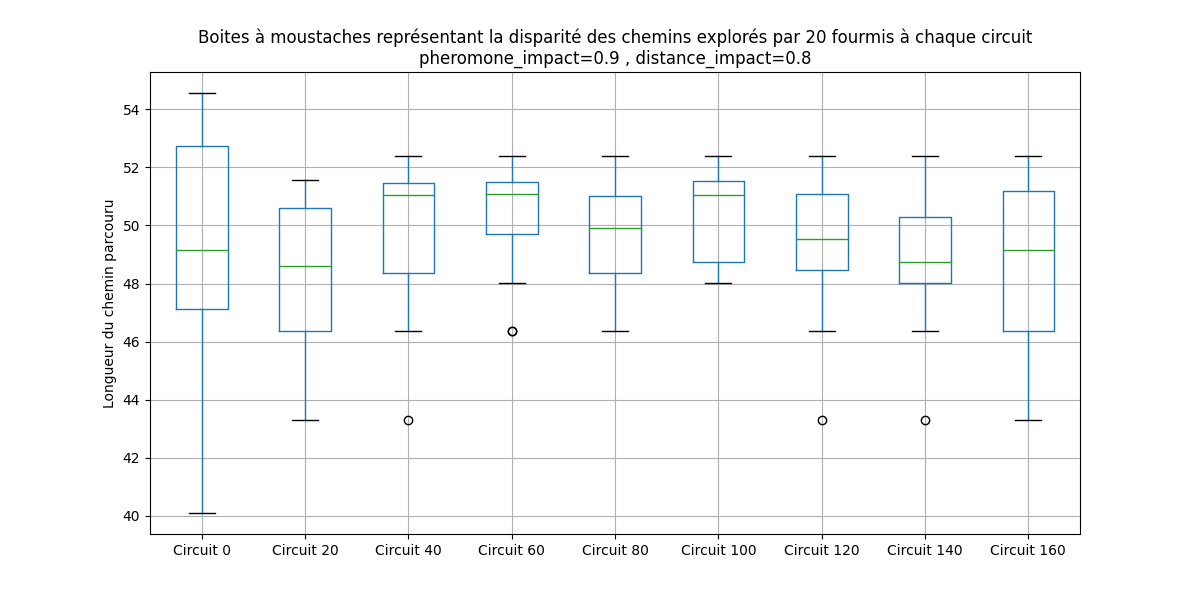 Boites à moustaches représentant la disparité des chemins explorés par 20 fourmis à chaque circuit
pheromone_impact=0.9 , distance_impact=0.8
Longueur du chemin parcouru
54
52
50
48
46
44
42
40
Circuit 0 Circuit 20 Circuit 40 Circuit 60 Circuit 80 Circuit 100 Circuit 120 Circuit 140 Circuit 160